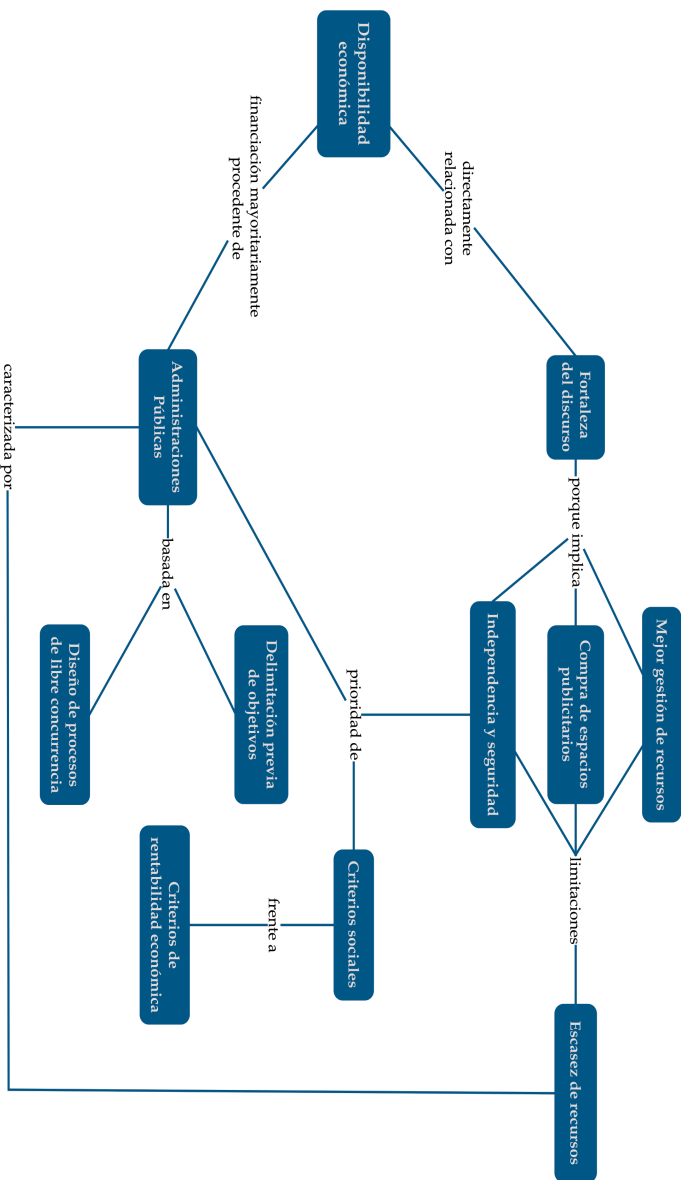 Disponibilidad
económica
directamente
relacionada con
financiación mayoritariamente
procedente de
Fortaleza
del discurso
porque implica
Mejor gestión de recursos
Compra de espacios
publicitarios
Independencia y seguridad
limitaciones
Escasez de recursos
Administraciones
Públicas
basada en
Delimitación previa
de objetivos
Diseño de procesos
de libre concurrencia
prioridad de
Criterios sociales
frente a
Criterios de
rentabilidad económica
caracterizada por